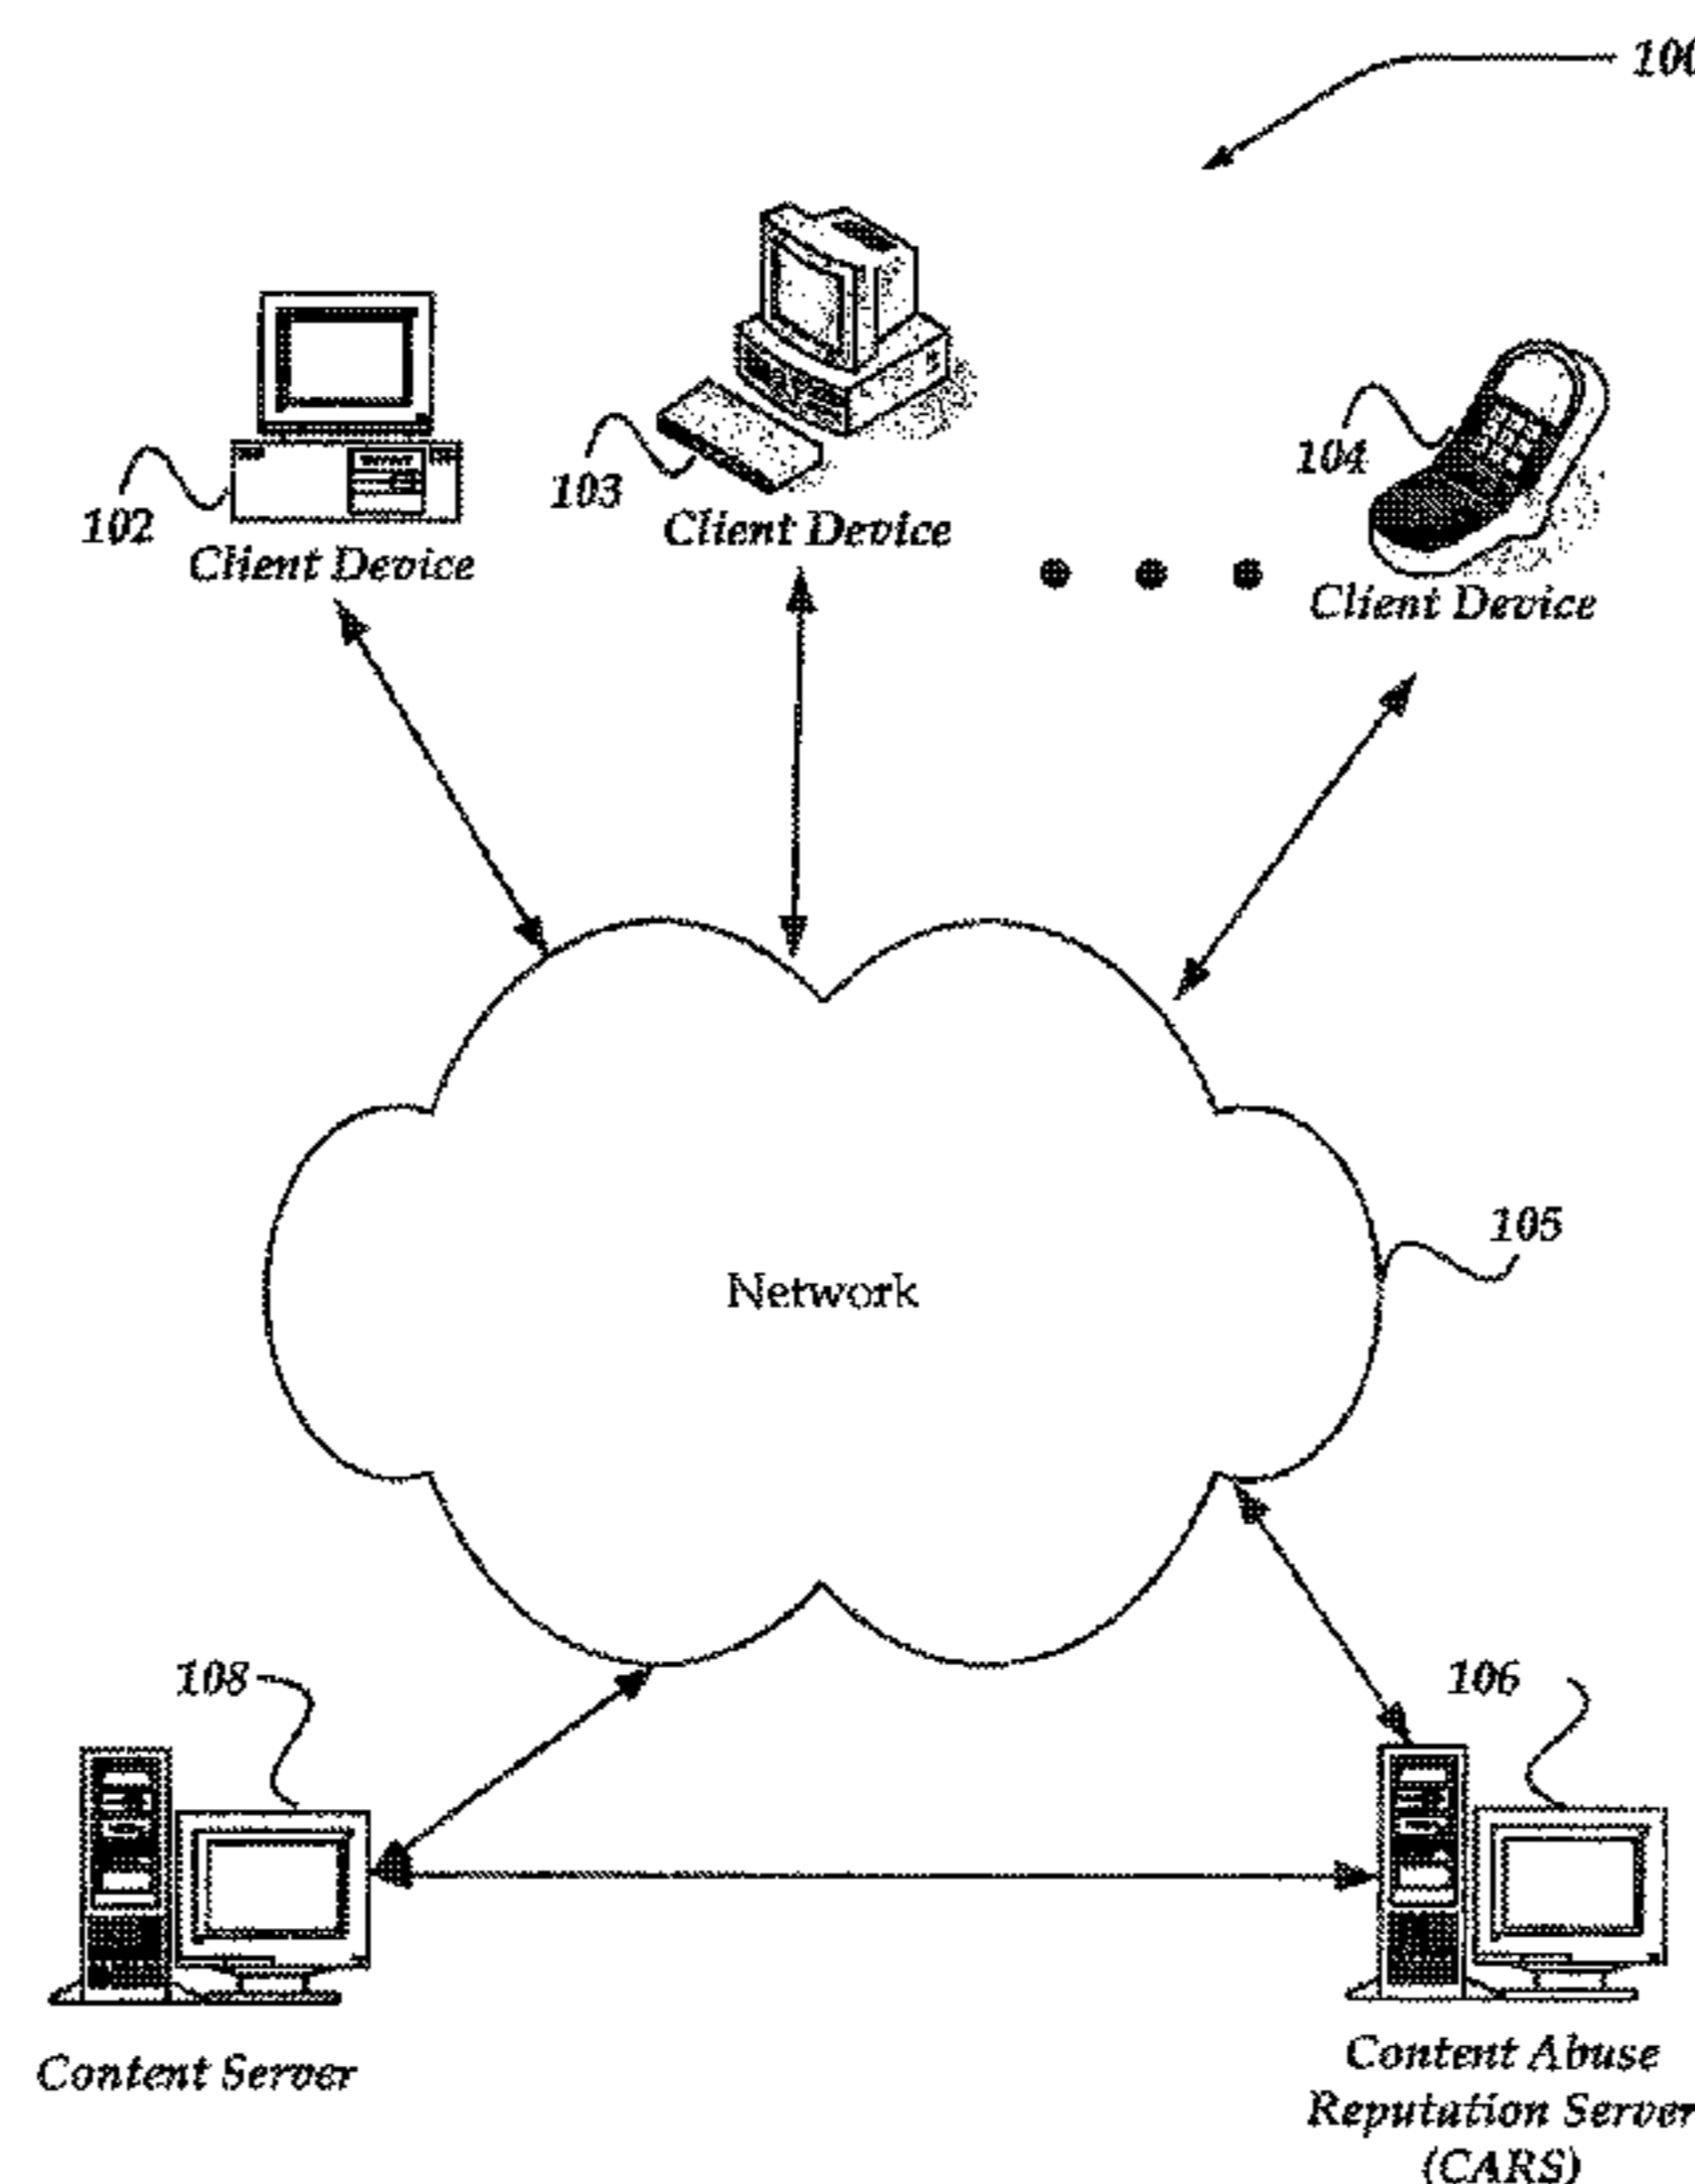 100
102
Client Device
103
Client Device
104
Client Device
105
Network
108
106
Content Server
Content Abuse
Reputation Server
(CARS)